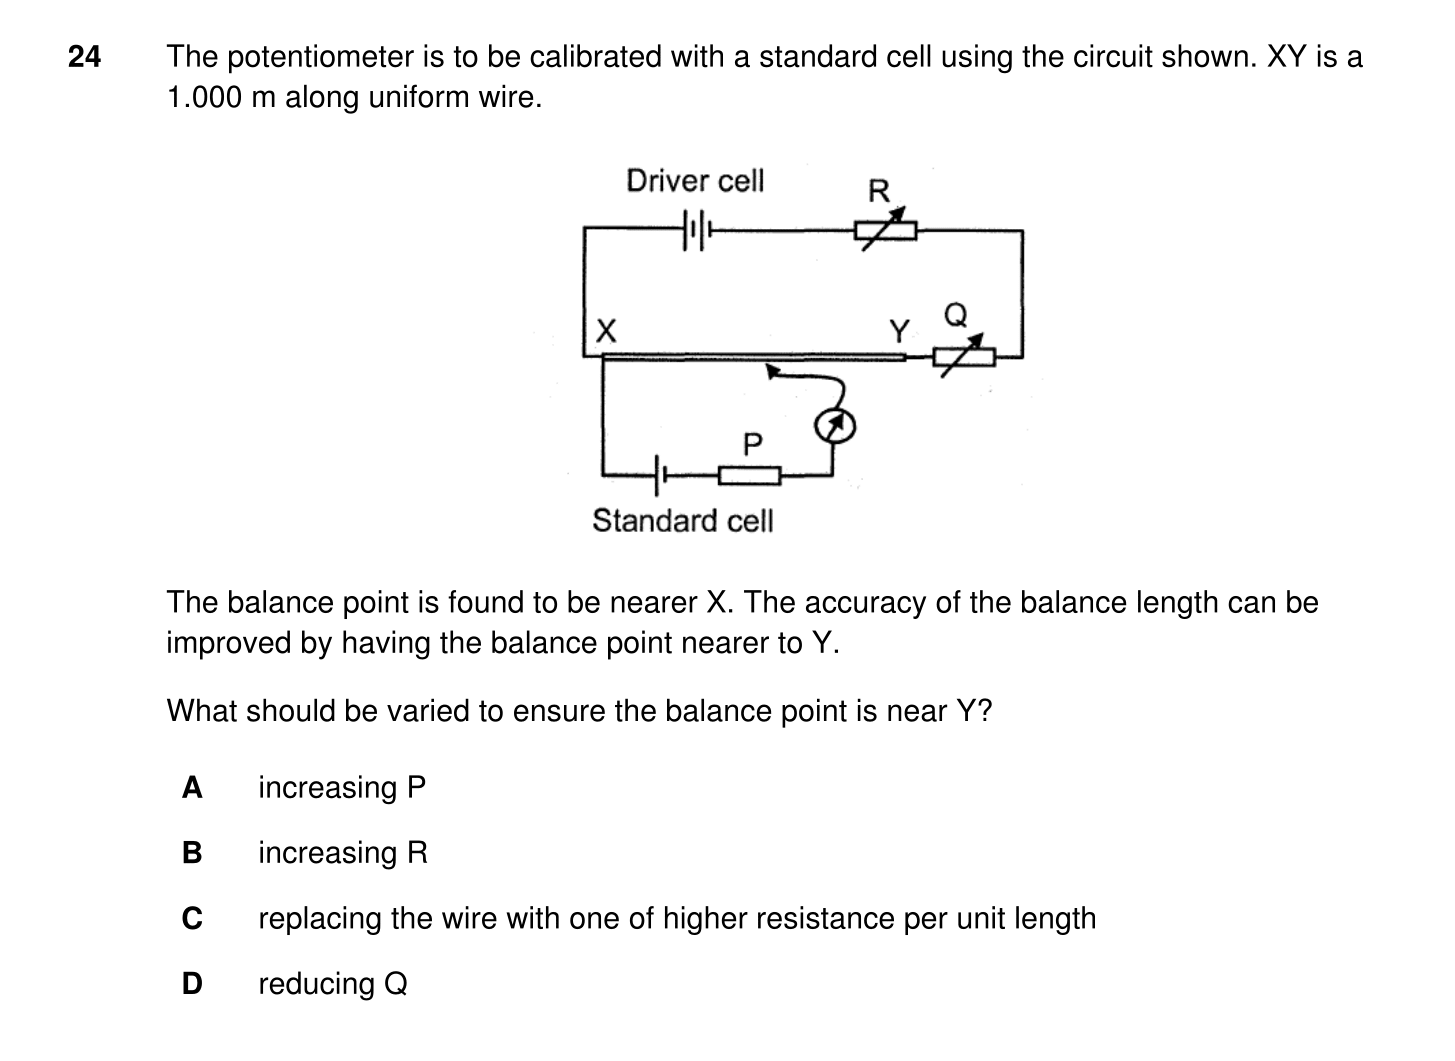 24 The potentiometer is to be calibrated with a standard cell using the circuit shown. XY is a
1.000 m along uniform wire.
Driver cell
R
X
Y
Q
P
Standard cell
The balance point is found to be nearer X. The accuracy of the balance length can be
improved by having the balance point nearer to Y.
What should be varied to ensure the balance point is near Y?
A increasing P
B increasing R
C replacing the wire with one of higher resistance per unit length
D reducing Q